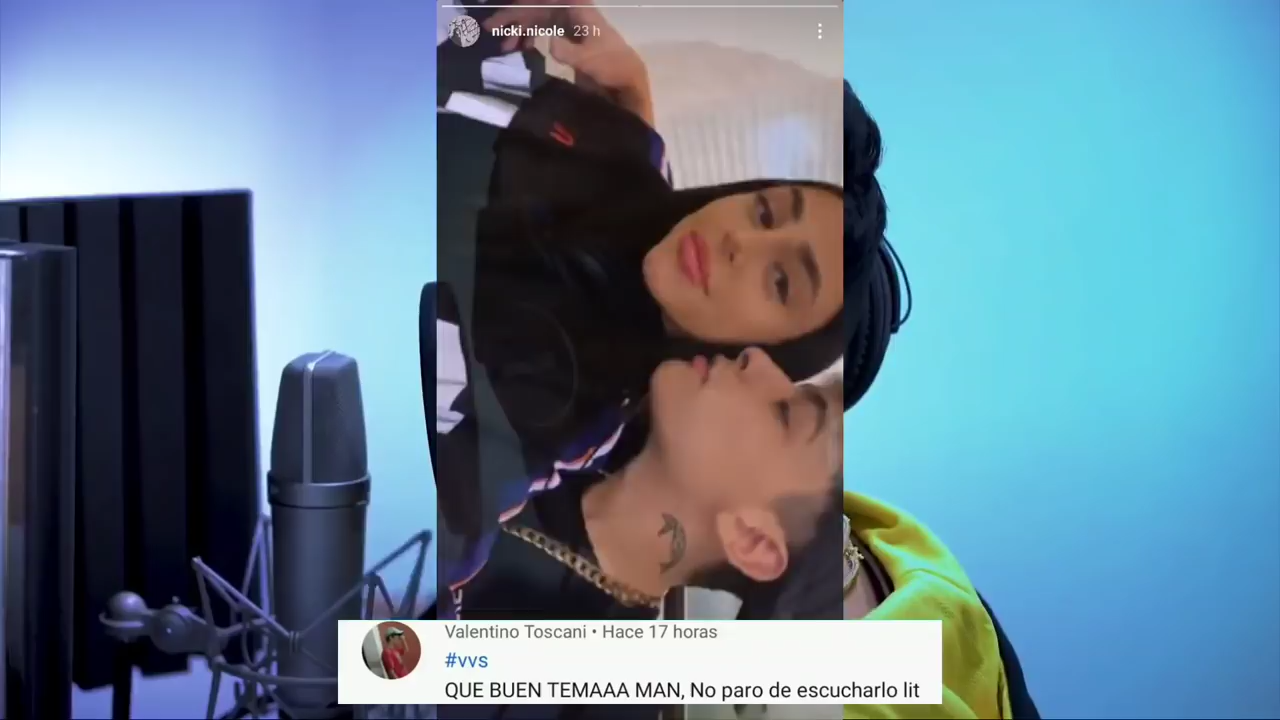 nicki.nicole 23 h
Valentino Toscani • Hace 17 horas
#vvs
QUE BUEN TEMAAA MAN, No paro de escucharlo lit